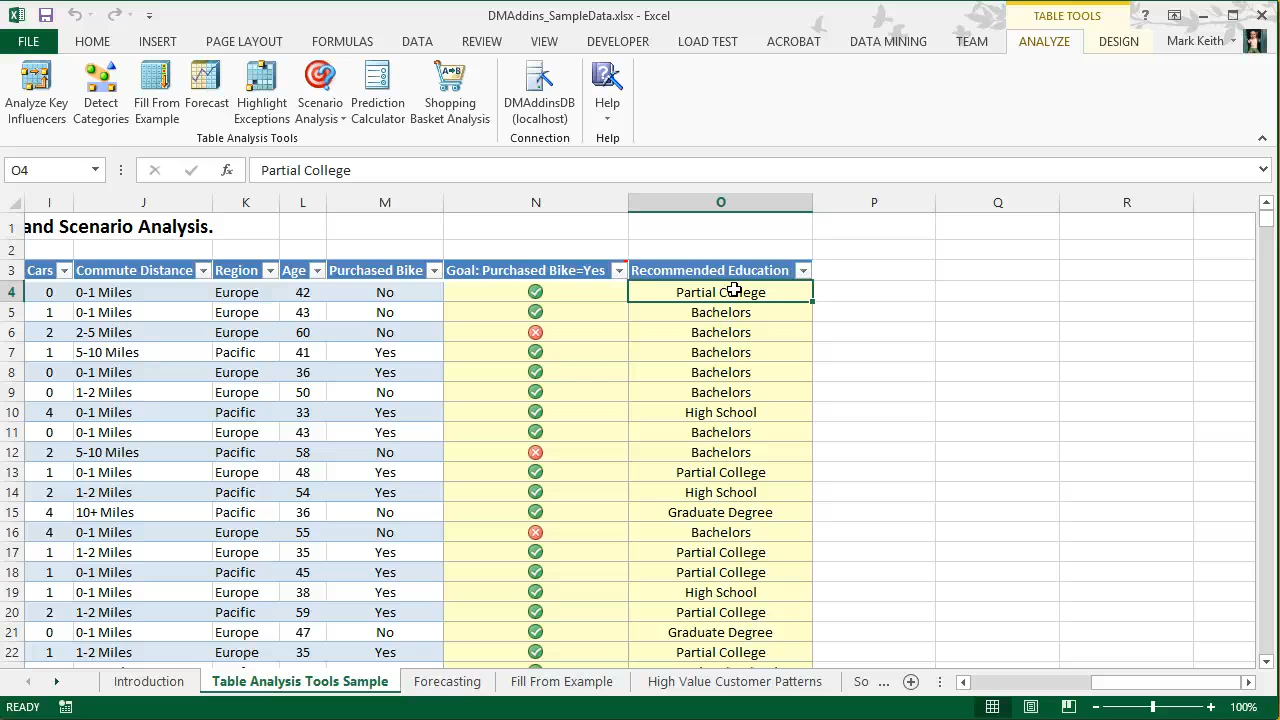 DMAddins_SampleData.xlsx - Excel
TABLE TOOLS
?
FILE HOME INSERT PAGE LAYOUT FORMULAS DATA REVIEW VIEW DEVELOPER LOAD TEST ACROBAT DATA MINING TEAM ANALYZE DESIGN Mark Keith
Analyze Key Influencers
Detect Categories
Fill From Example
Forecast
Highlight Exceptions
Scenario Analysis
Prediction Calculator
Shopping Basket Analysis
DMAddinsDB (localhost)
Help
Table Analysis Tools
Connection
Help
O4 fx Partial College
I J K L M N O P Q R
1 and Scenario Analysis.
2
3 Cars Commute Distance Region Age Purchased Bike Goal: Purchased Bike=Yes Recommended Education
4 0 0-1 Miles Europe 42 No Partial College
5 1 0-1 Miles Europe 43 No Bachelors
6 2 2-5 Miles Europe 60 No Bachelors
7 1 5-10 Miles Pacific 41 Yes Bachelors
8 0 0-1 Miles Europe 36 Yes Bachelors
9 0 1-2 Miles Europe 50 No Bachelors
10 4 0-1 Miles Pacific 33 Yes High School
11 0 0-1 Miles Europe 43 Yes Bachelors
12 2 5-10 Miles Pacific 58 No Bachelors
13 1 0-1 Miles Europe 48 Yes Partial College
14 2 1-2 Miles Pacific 54 Yes High School
15 4 10+ Miles Pacific 36 No Graduate Degree
16 4 0-1 Miles Europe 55 No Bachelors
17 1 1-2 Miles Europe 35 Yes Partial College
18 1 0-1 Miles Pacific 45 Yes Partial College
19 1 0-1 Miles Europe 38 Yes High School
20 2 1-2 Miles Pacific 59 Yes Partial College
21 0 0-1 Miles Europe 47 No Graduate Degree
22 1 1-2 Miles Europe 35 Yes Partial College
Introduction Table Analysis Tools Sample Forecasting Fill From Example High Value Customer Patterns So ...
READY 100%